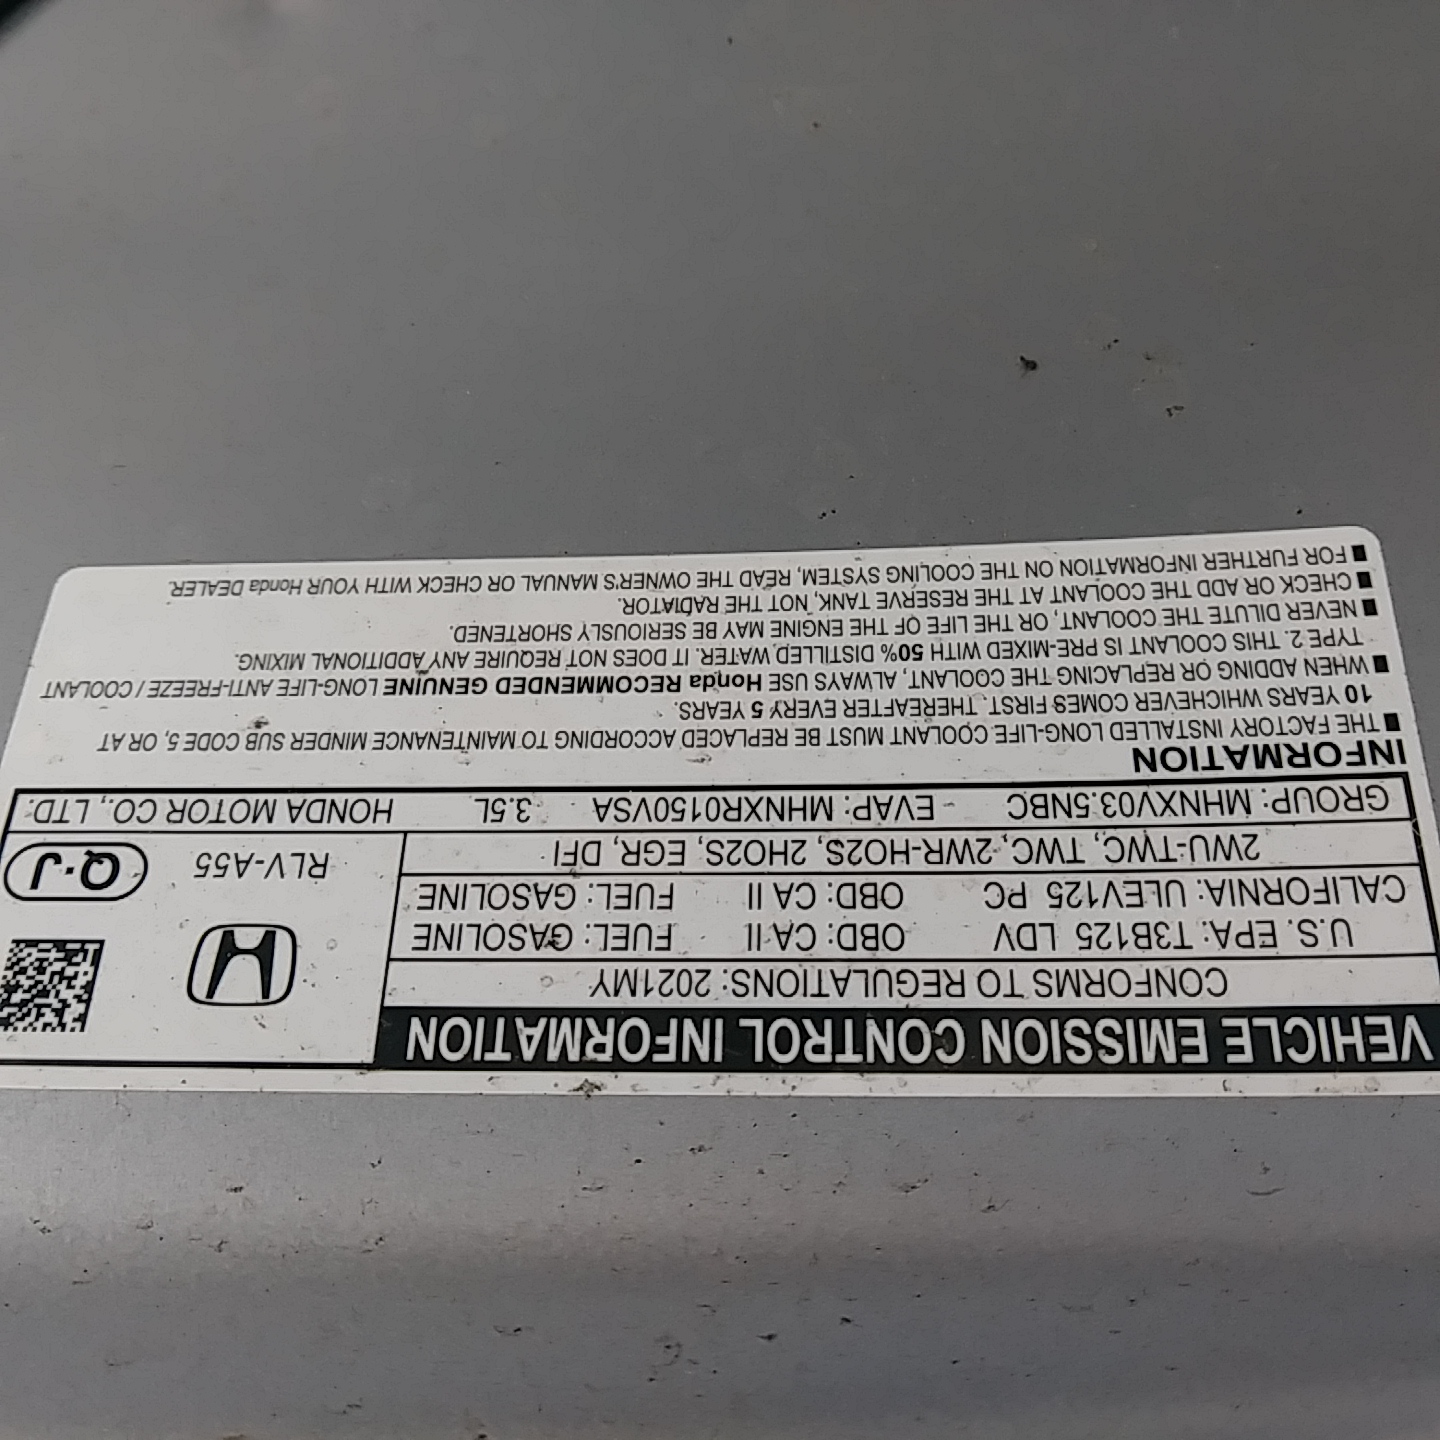 VEHICLE EMISSION CONTROL INFORMATION
CONFORMS TO REGULATIONS: 2021MY
U.S. EPA: T3B125 LDV OBD: CA II FUEL: GASOLINE
CALIFORNIA: ULEV125 PC OBD: CA II FUEL: GASOLINE
2WU-TWC, TWC, 2WR-HO2S, 2HO2S, EGR, DFI
RLV-A55 Q·J
GROUP: MHNXV03.5NBC EVAP: MHNXR0150VSA 3.5L HONDA MOTOR CO., LTD.
INFORMATION
■ THE FACTORY INSTALLED LONG-LIFE COOLANT MUST BE REPLACED ACCORDING TO MAINTENANCE MINDER SUB CODE 5, OR AT
10 YEARS WHICHEVER COMES FIRST. THEREAFTER EVERY 5 YEARS.
■ WHEN ADDING OR REPLACING THE COOLANT, ALWAYS USE Honda RECOMMENDED GENUINE LONG-LIFE ANTI-FREEZE / COOLANT
TYPE 2. THIS COOLANT IS PRE-MIXED WITH 50% DISTILLED WATER. IT DOES NOT REQUIRE ANY ADDITIONAL MIXING.
■ NEVER DILUTE THE COOLANT, OR THE LIFE OF THE ENGINE MAY BE SERIOUSLY SHORTENED.
■ CHECK OR ADD THE COOLANT AT THE RESERVE TANK, NOT THE RADIATOR.
■ FOR FURTHER INFORMATION ON THE COOLING SYSTEM, READ THE OWNER'S MANUAL OR CHECK WITH YOUR Honda DEALER.